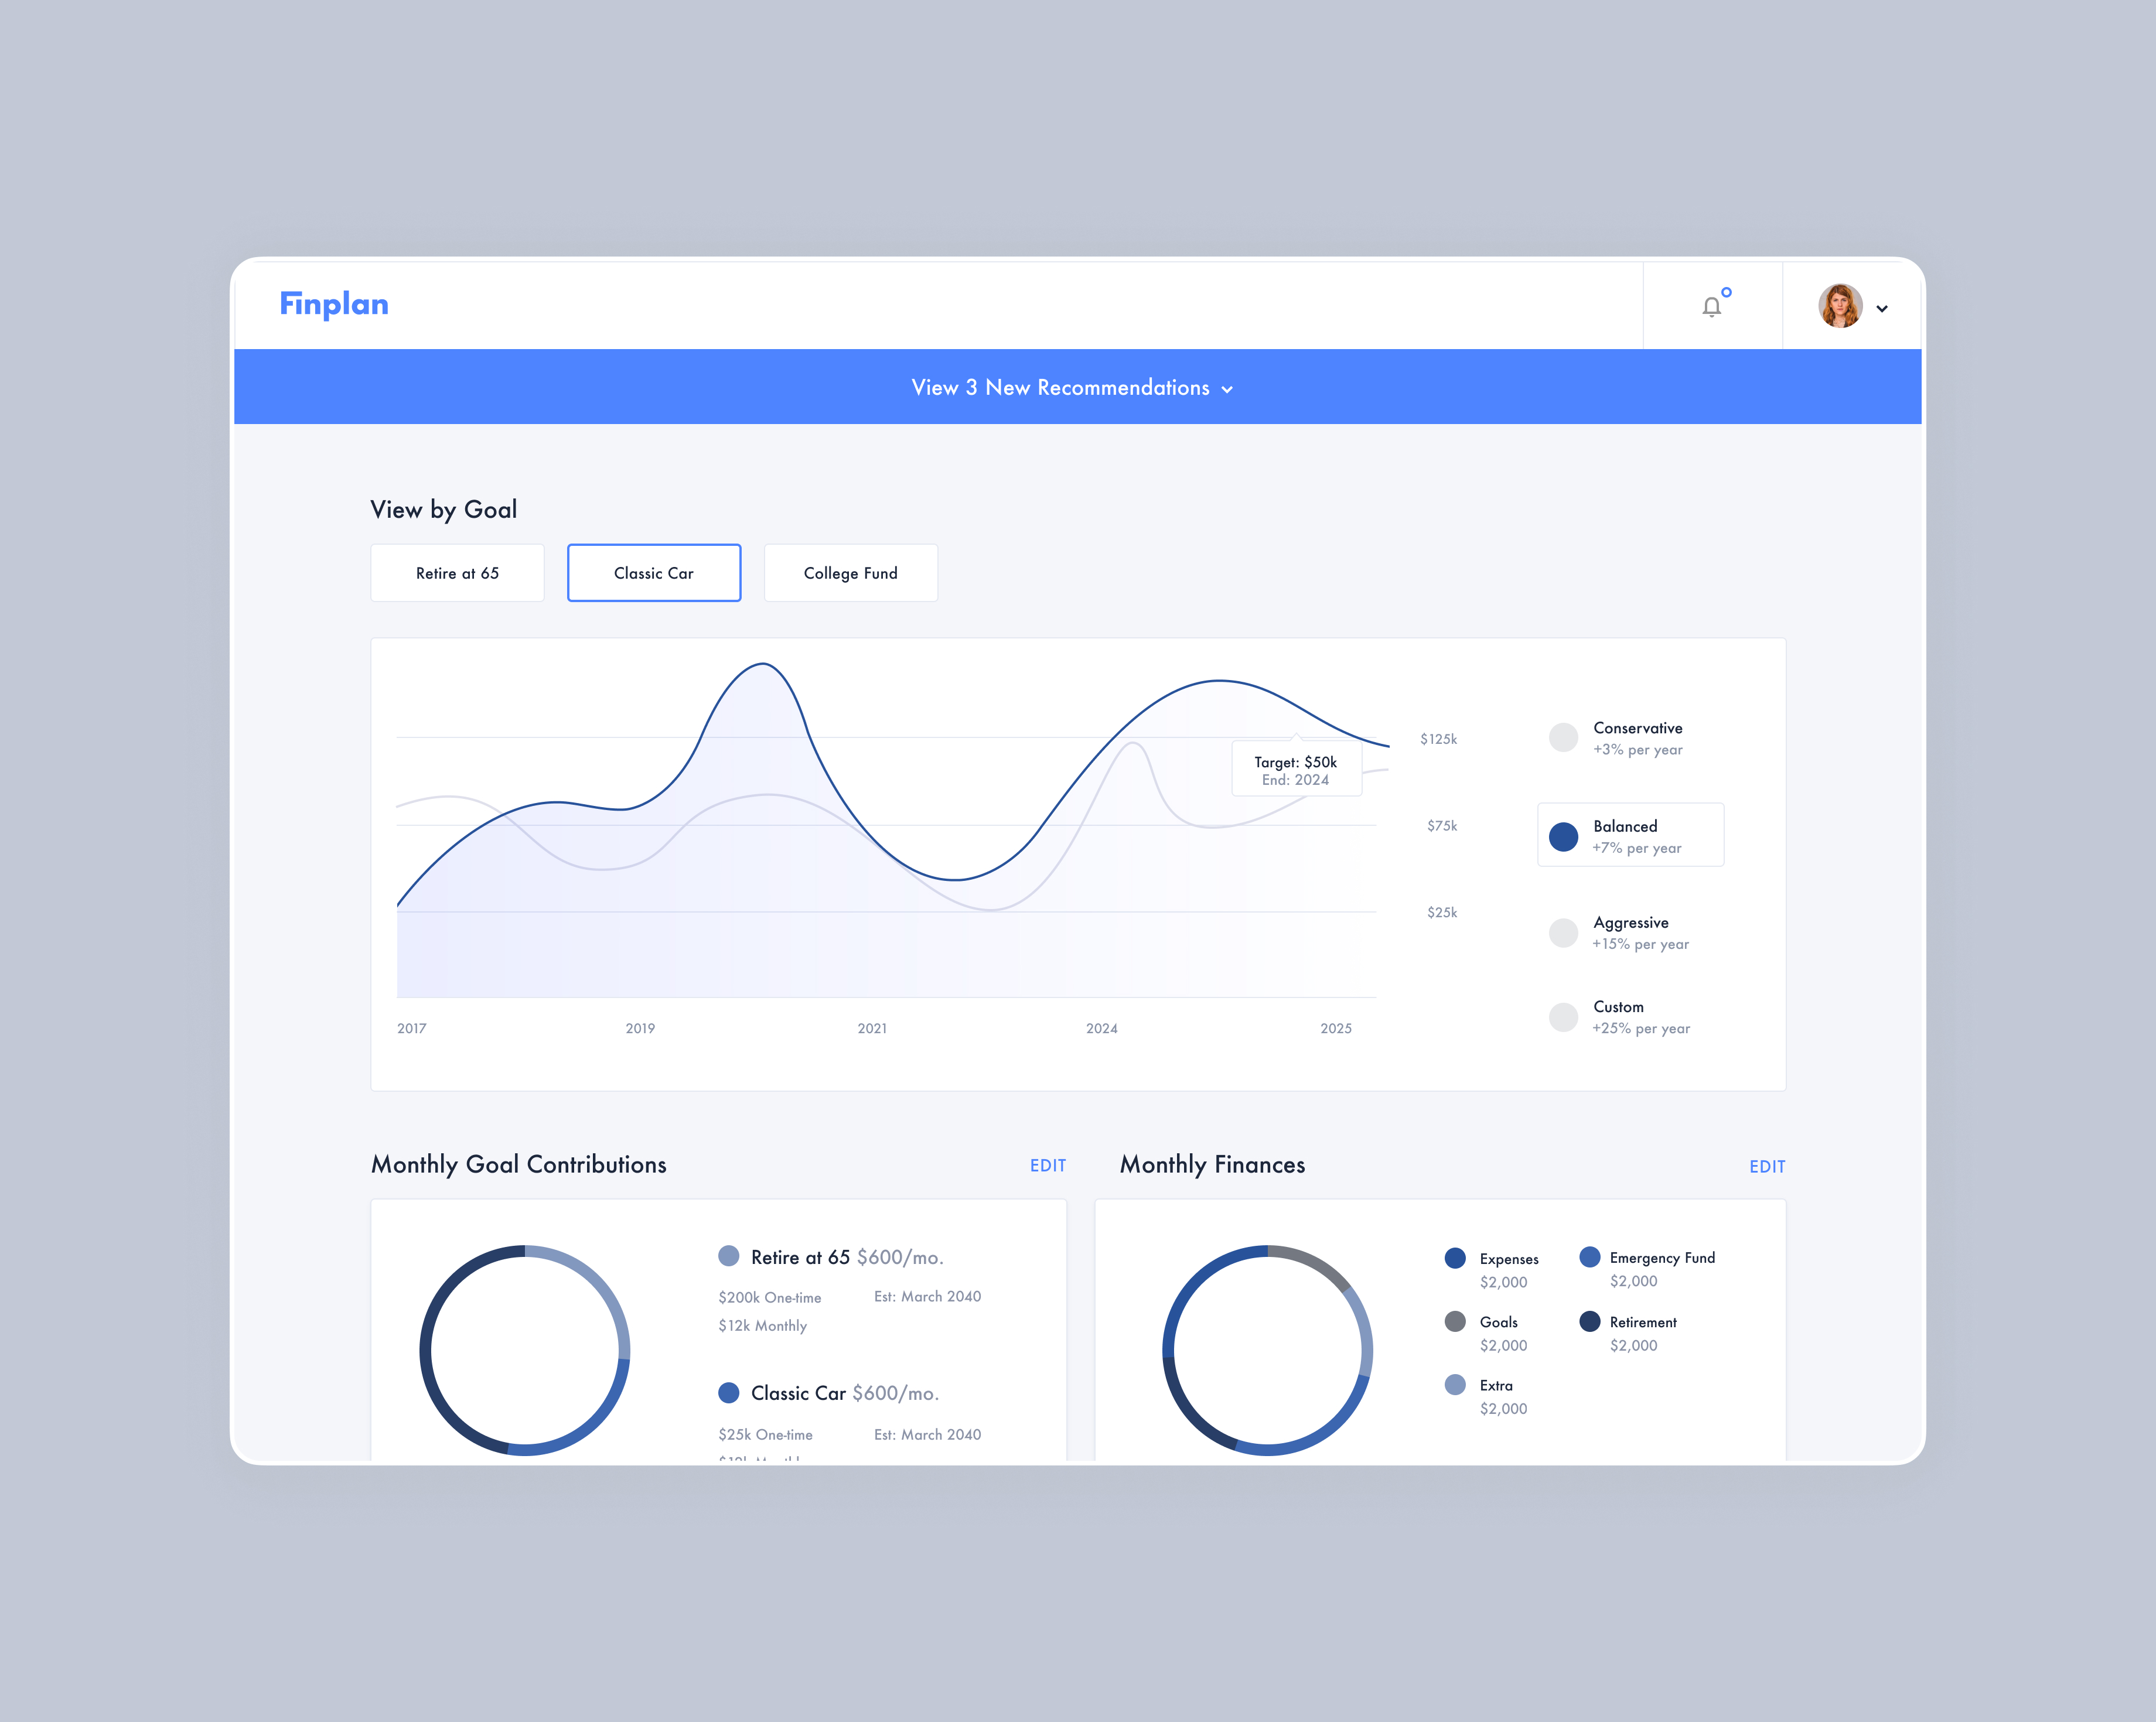 Finplan
View 3 New Recommendations
View by Goal
Retire at 65
Classic Car
College Fund
$125k
$75k
$25k
Target: $50k
End: 2024
2017
2019
2021
2024
2025
Conservative
+3% per year
Balanced
+7% per year
Aggressive
+15% per year
Custom
+25% per year
Monthly Goal Contributions
EDIT
Retire at 65 $600/mo.
$200k One-time
Est: March 2040
$12k Monthly
Classic Car $600/mo.
$25k One-time
Est: March 2040
Monthly Finances
EDIT
Expenses
$2,000
Emergency Fund
$2,000
Goals
$2,000
Retirement
$2,000
Extra
$2,000